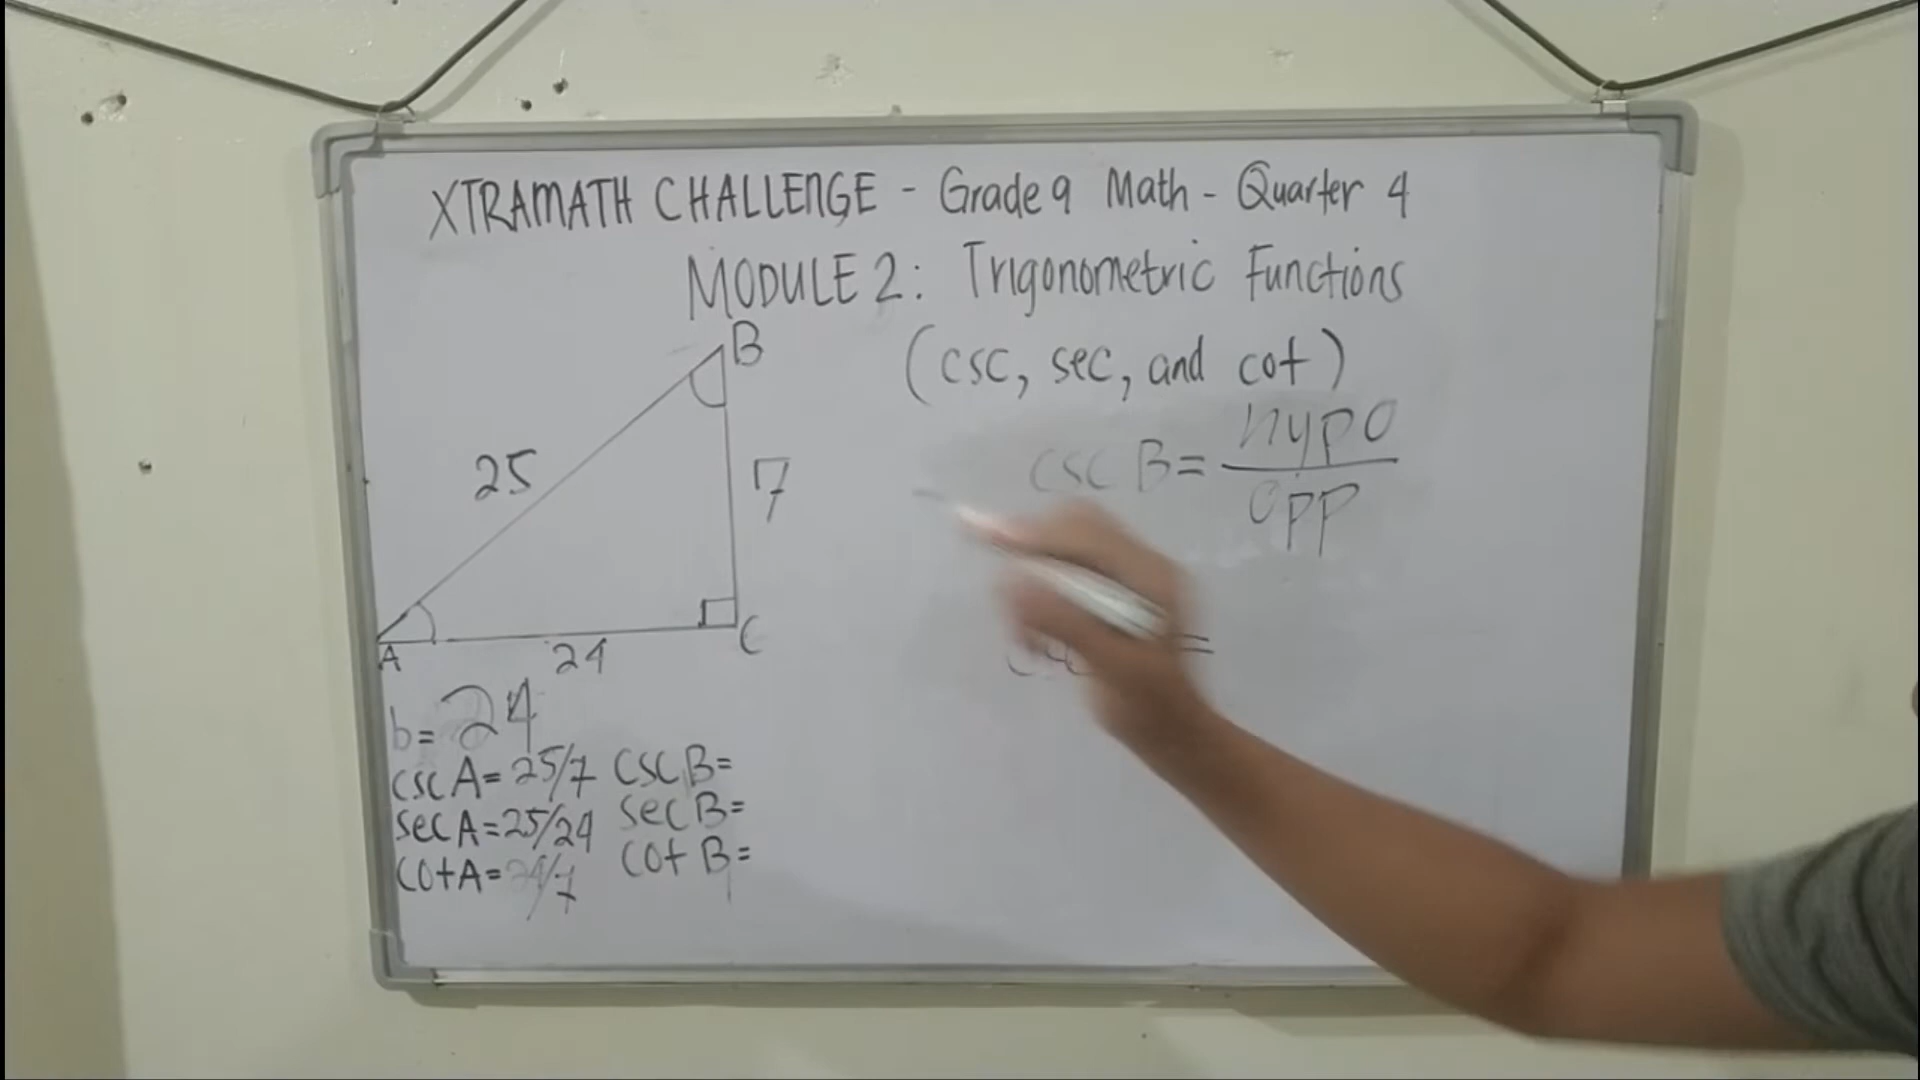 XTRAMATH CHALLENGE - Grade 9 Math - Quarter 4
MODULE 2: Trigonometric Functions
(csc, sec, and cot)
B
25
7
A
24
C
csc B = hypo
opp
=
b = 24
csc A = 25/7 csc B =
sec A = 25/24 sec B =
cot A = 24/7 cot B =